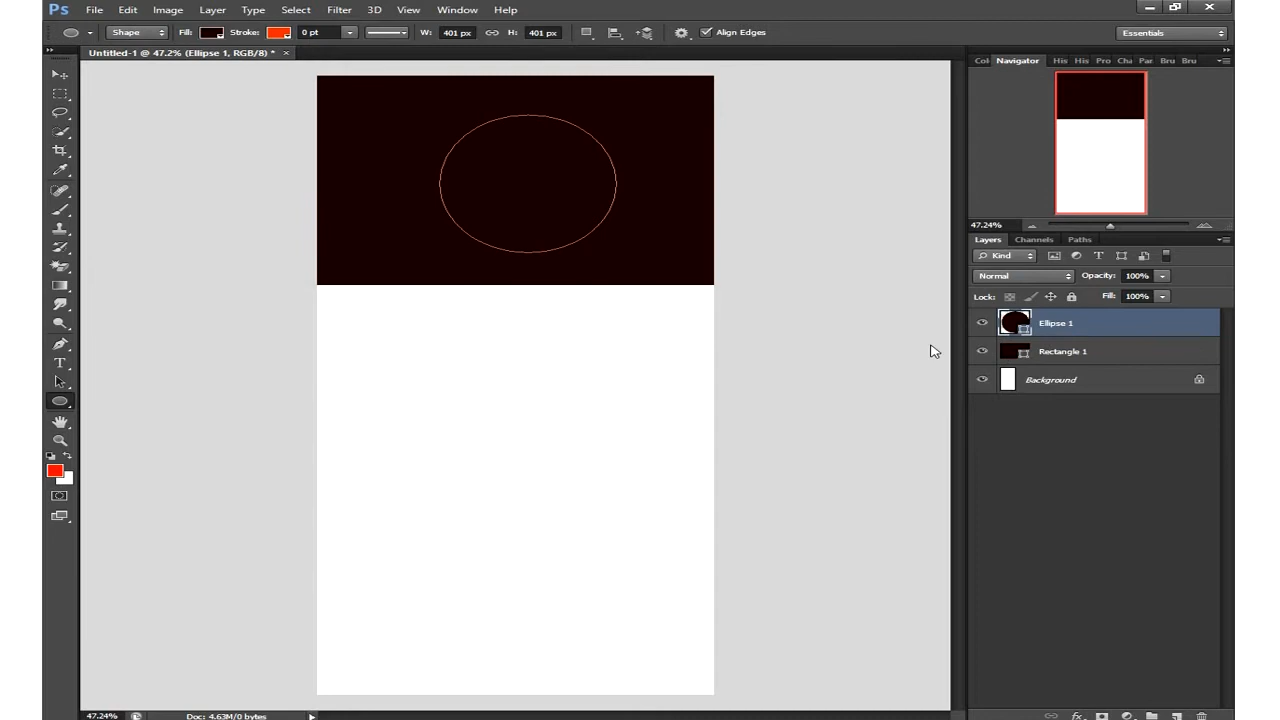 Ps File Edit Image Layer Type Select Filter 3D View Window Help
Shape Fill: Stroke: 0 pt W: 401 px H: 401 px Align Edges Essentials
Untitled-1 @ 47.2% (Ellipse 1, RGB/8) * ×
Col Navigator His His Pro Cha Par Bru Bru
47.24%
Layers Channels Paths
Kind T
Normal Opacity: 100%
Lock: Fill: 100%
Ellipse 1
Rectangle 1
Background
T
47.24% Doc: 4.63M/0 bytes
fx